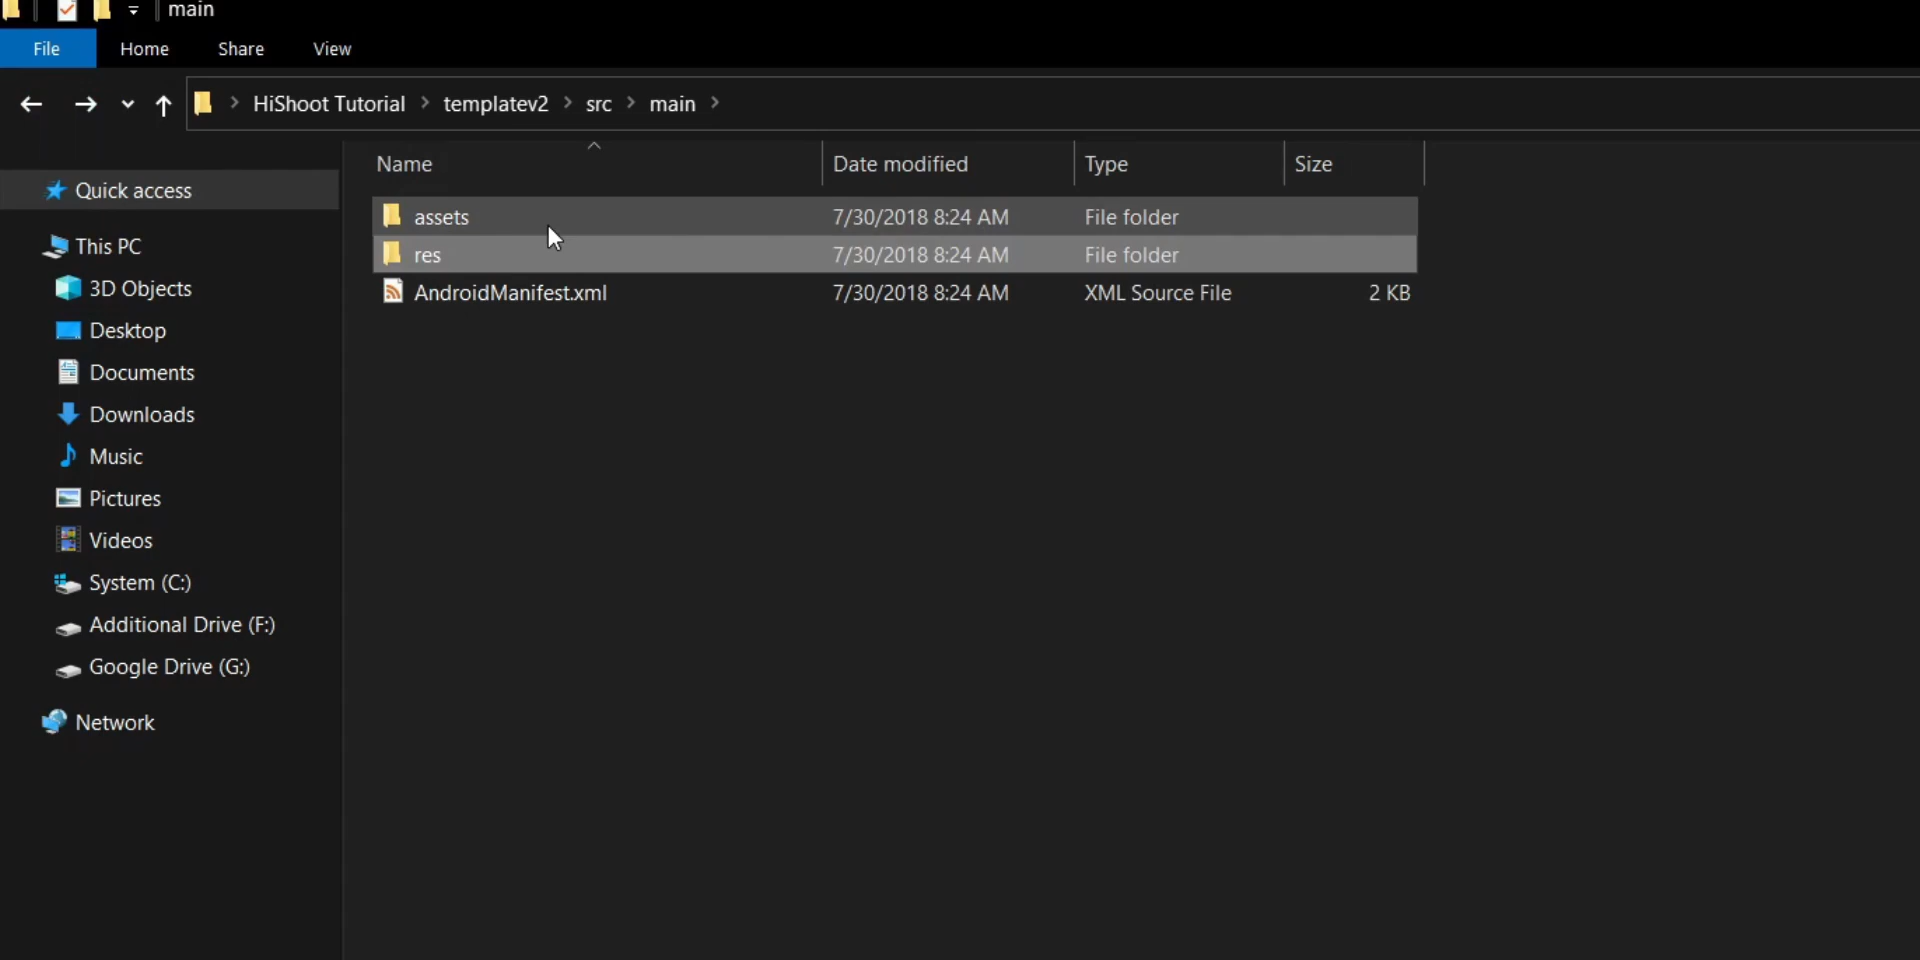 main
File Home Share View
HiShoot Tutorial templatev2 src main
Name Date modified Type Size
Quick access
This PC
3D Objects
Desktop
Documents
Downloads
Music
Pictures
Videos
System (C:)
Additional Drive (F:)
Google Drive (G:)
Network
assets 7/30/2018 8:24 AM File folder
res 7/30/2018 8:24 AM File folder
AndroidManifest.xml 7/30/2018 8:24 AM XML Source File 2 KB